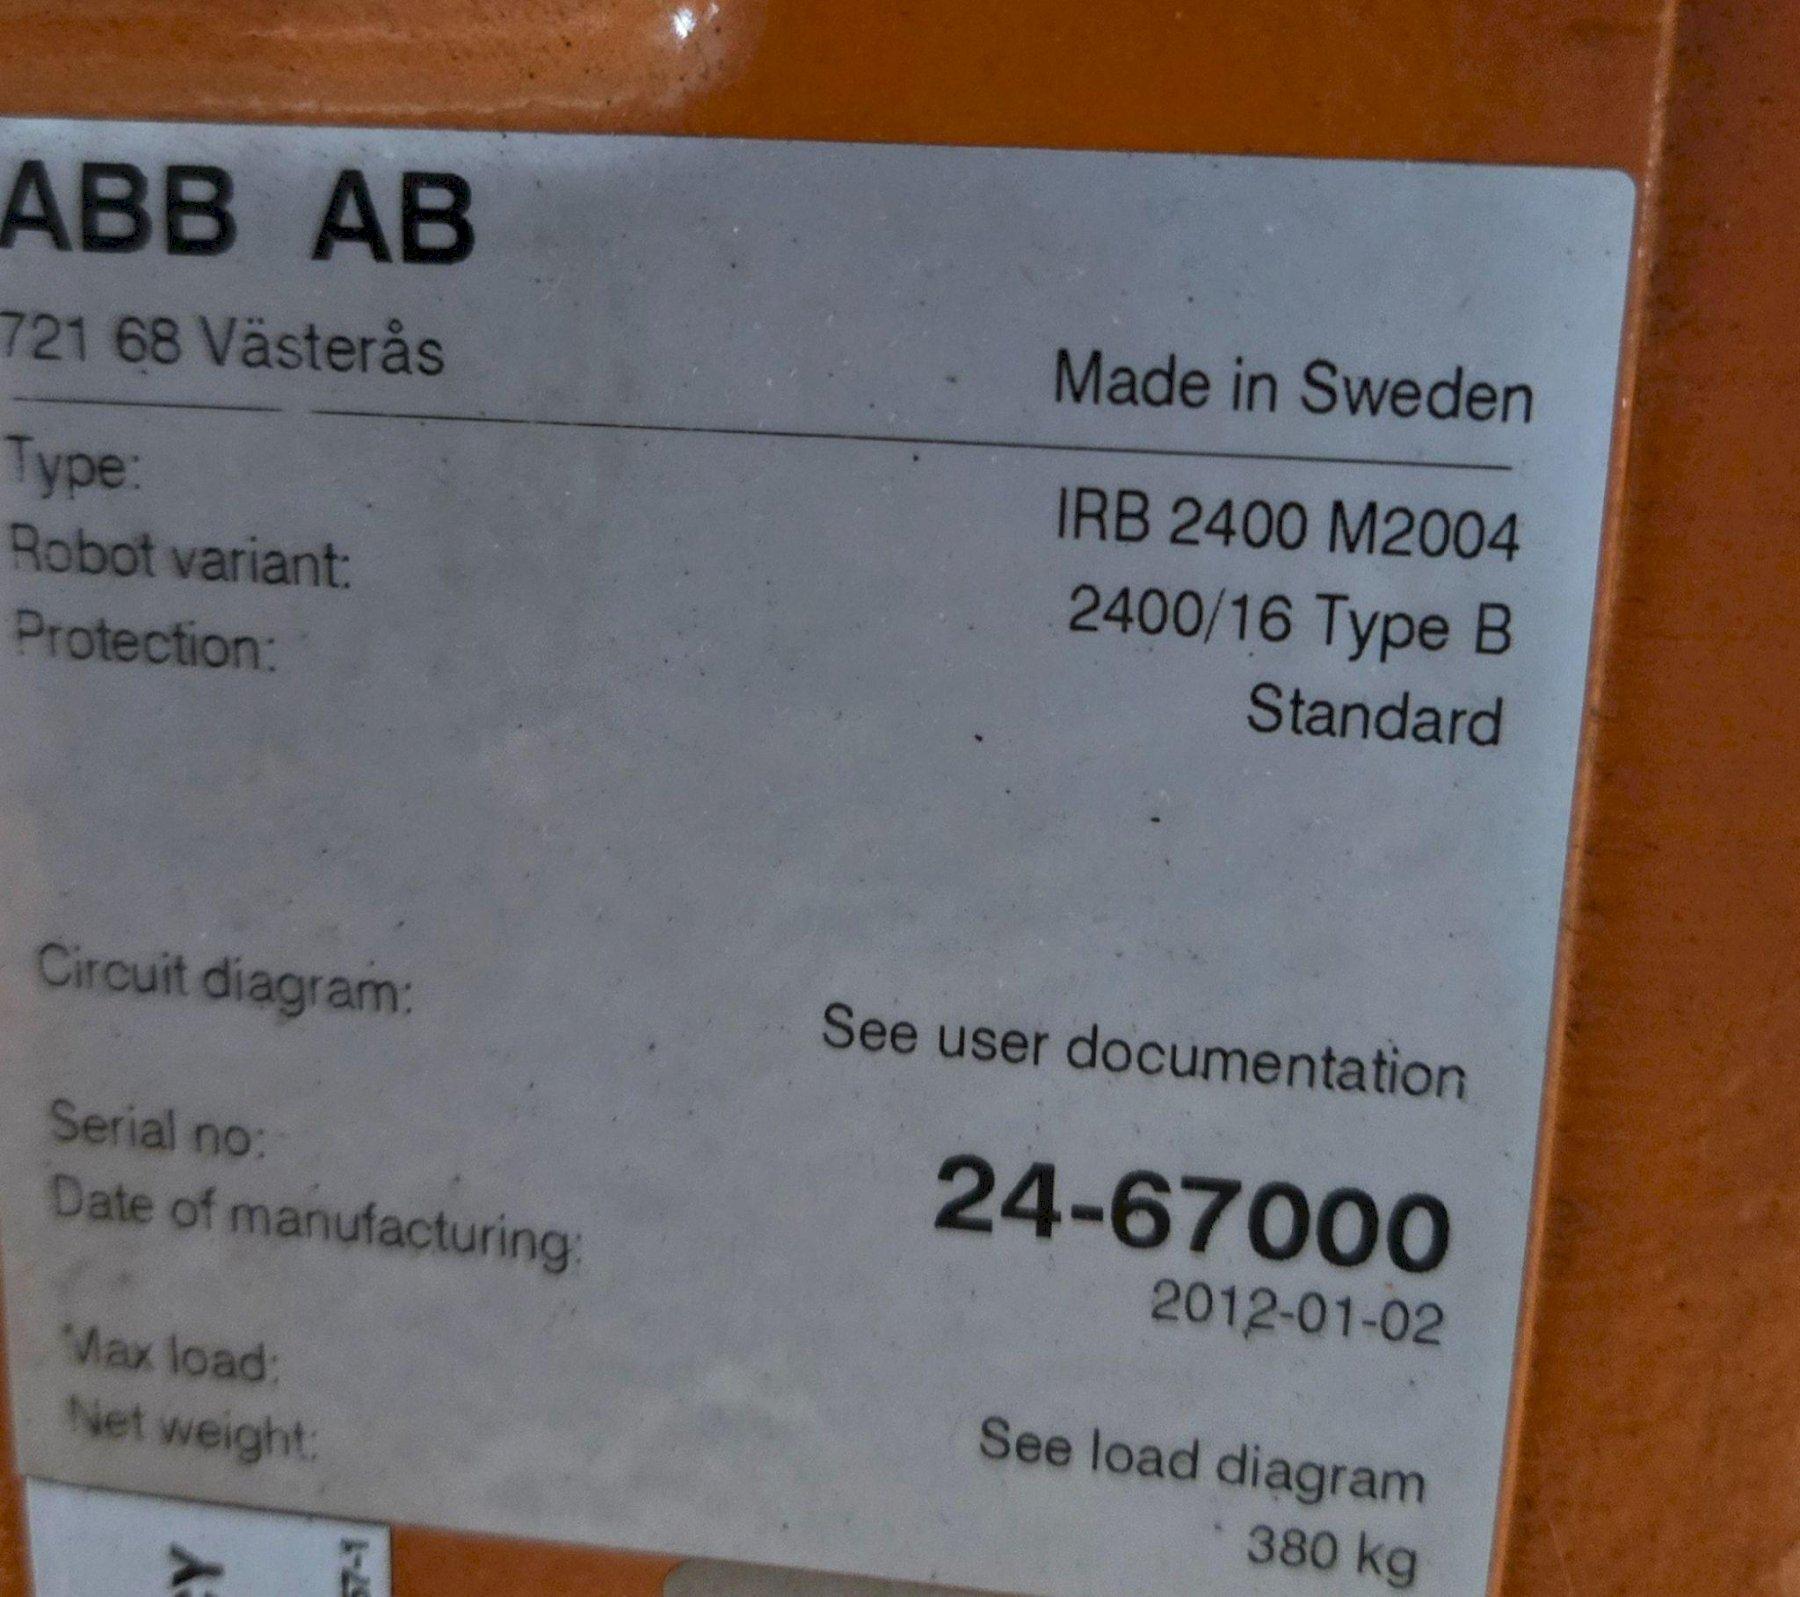 ABB AB
721 68 Västerås
Made in Sweden
Type: IRB 2400 M2004
Robot variant: 2400/16 Type B
Protection: Standard
Circuit diagram: See user documentation
Serial no: 24-67000
Date of manufacturing: 2012-01-02
Max load: See load diagram
Net weight: 380 kg